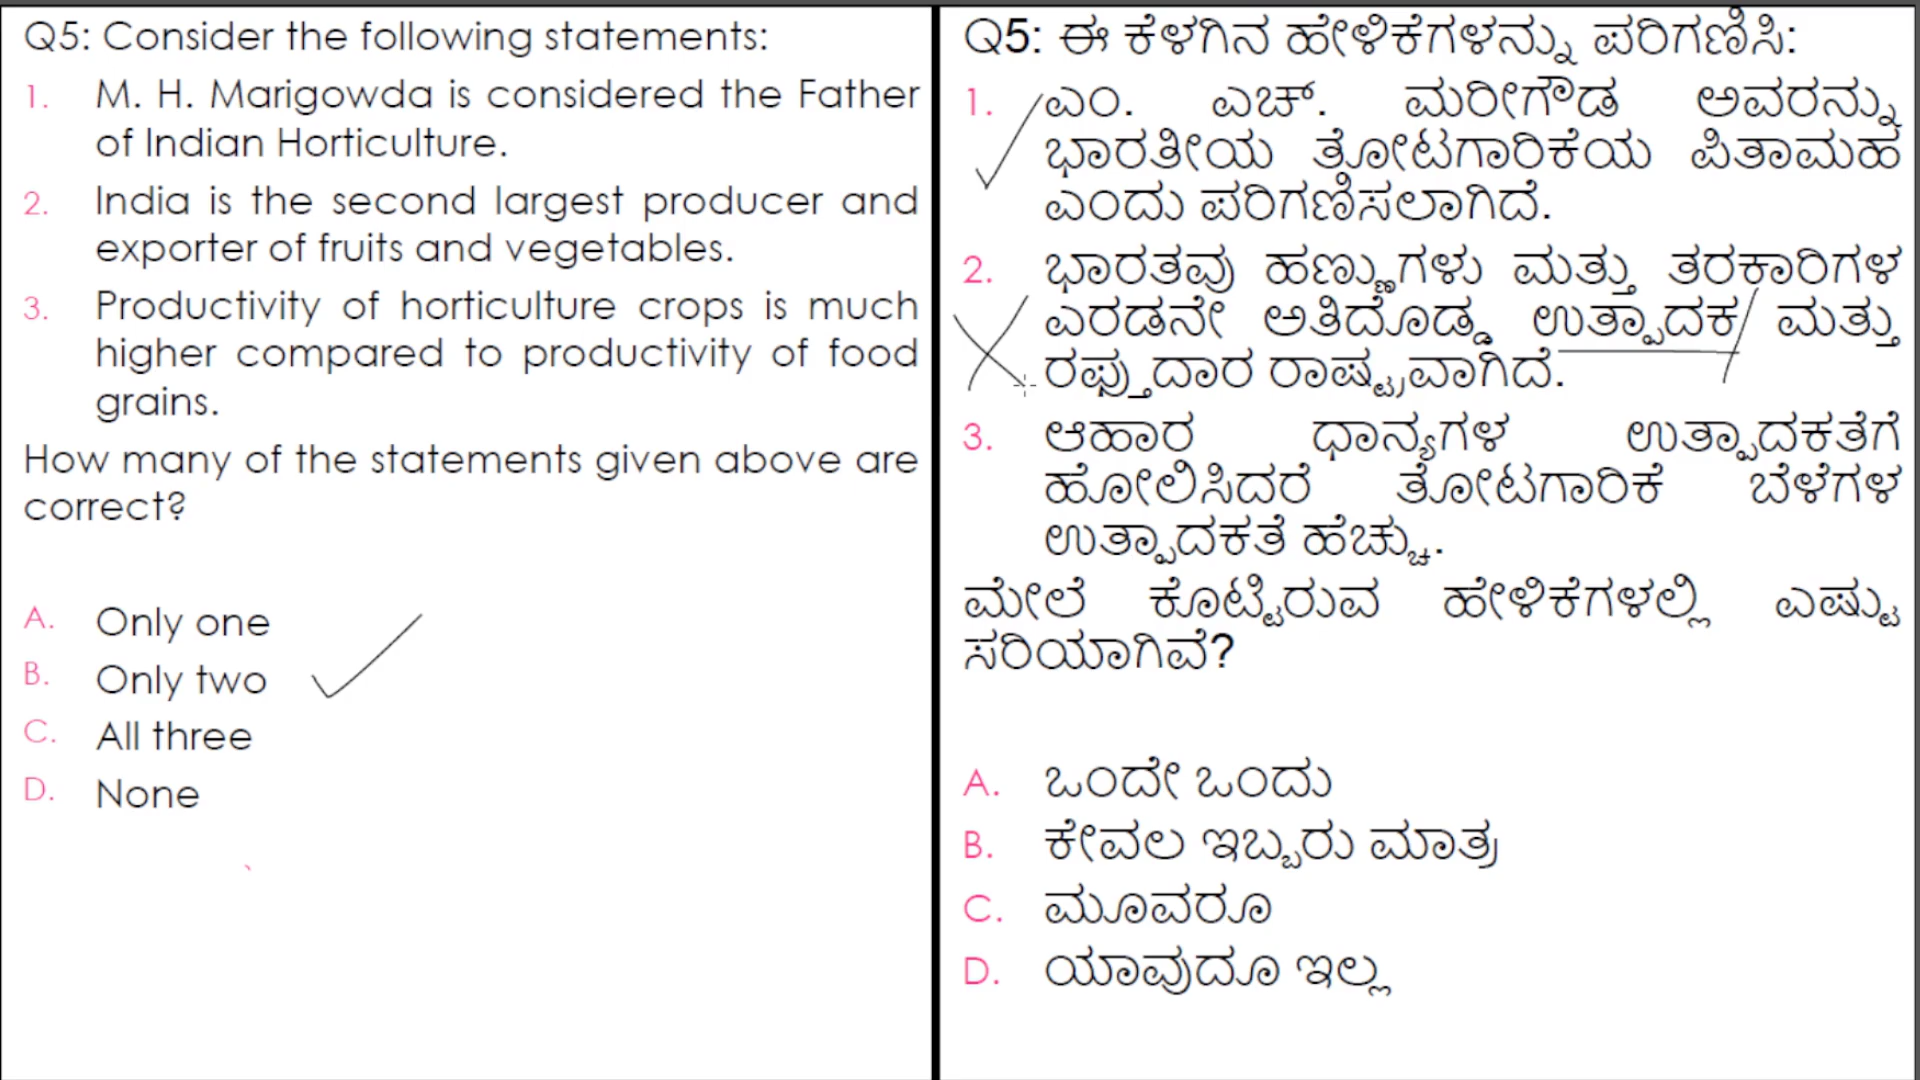 Q5: Consider the following statements:
1. M. H. Marigowda is considered the Father
of Indian Horticulture.
2. India is the second largest producer and
exporter of fruits and vegetables.
3. Productivity of horticulture crops is much
higher compared to productivity of food
grains.
How many of the statements given above are
correct?
A. Only one
B. Only two
C. All three
D. None
Q5: ಈ ಕೆಳಗಿನ ಹೇಳಿಕೆಗಳನ್ನು ಪರಿಗಣಿಸಿ:
1. ಎಂ. ಎಚ್. ಮರೀಗೌಡ ಅವರನ್ನು
ಭಾರತೀಯ ತೋಟಗಾರಿಕೆಯ ಪಿತಾಮಹ
ಎಂದು ಪರಿಗಣಿಸಲಾಗಿದೆ.
2. ಭಾರತವು ಹಣ್ಣುಗಳು ಮತ್ತು ತರಕಾರಿಗಳ
ಎರಡನೇ ಅತಿದೊಡ್ಡ ಉತ್ಪಾದಕ ಮತ್ತು
ರಫ್ತುದಾರ ರಾಷ್ಟ್ರವಾಗಿದೆ.
3. ಆಹಾರ ಧಾನ್ಯಗಳ ಉತ್ಪಾದಕತೆಗೆ
ಹೋಲಿಸಿದರೆ ತೋಟಗಾರಿಕೆ ಬೆಳೆಗಳ
ಉತ್ಪಾದಕತೆ ಹೆಚ್ಚು.
ಮೇಲೆ ಕೊಟ್ಟಿರುವ ಹೇಳಿಕೆಗಳಲ್ಲಿ ಎಷ್ಟು
ಸರಿಯಾಗಿವೆ?
A. ಒಂದೇ ಒಂದು
B. ಕೇವಲ ಇಬ್ಬರು ಮಾತ್ರ
C. ಮೂವರೂ
D. ಯಾವುದೂ ಇಲ್ಲ